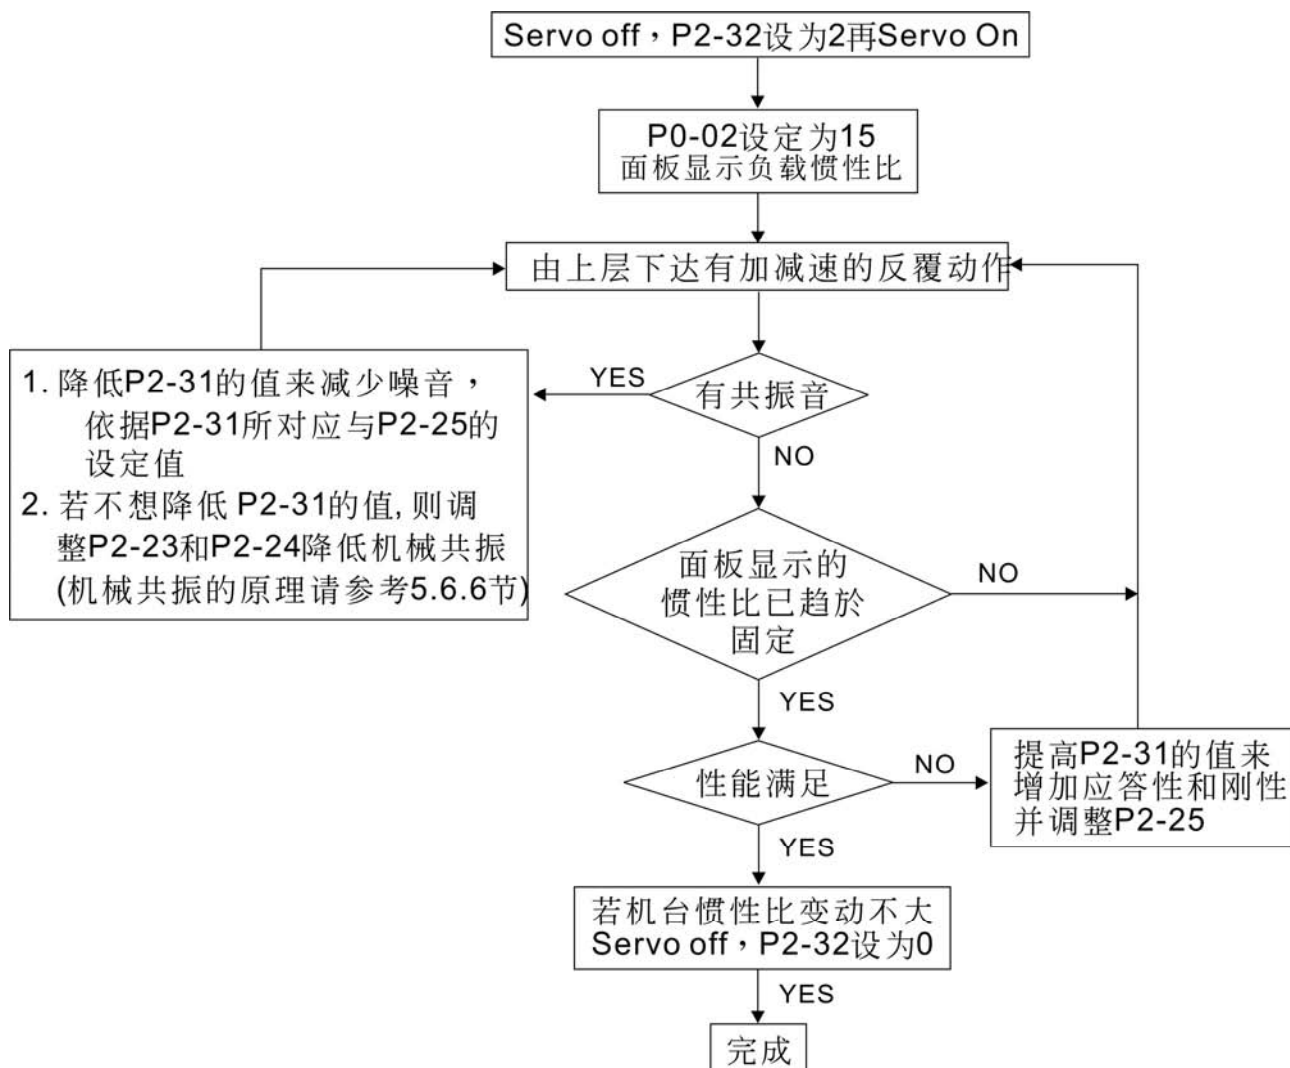 Servo off，P2-32设为2再Servo On
P0-02设定为15
面板显示负载惯性比
由上层下达有加减速的反覆动作
有共振音
YES
1. 降低P2-31的值来减少噪音，
依据P2-31所对应与P2-25的
设定值
2. 若不想降低 P2-31的值, 则调
整P2-23和P2-24降低机械共振
(机械共振的原理请参考5.6.6节)
NO
面板显示的
惯性比已趋於
固定
NO
YES
性能满足
NO
提高P2-31的值来
增加应答性和刚性
并调整P2-25
YES
若机台惯性比变动不大
Servo off，P2-32设为0
YES
完成